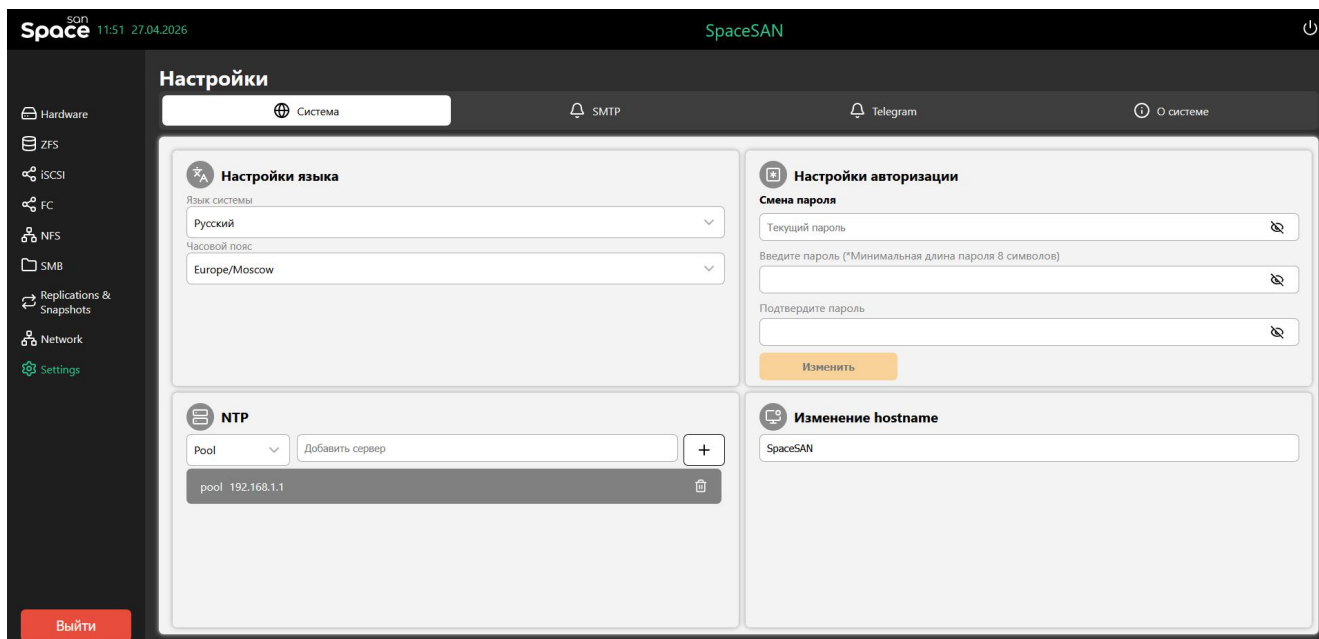 Space san 11:51 27.04.2026 SpaceSAN
Настройки
Система SMTP Telegram О системе
Hardware
ZFS
iSCSI
FC
NFS
SMB
Replications &
Snapshots
Network
Settings
Выйти
Настройки языка
Язык системы
Русский
Часовой пояс
Europe/Moscow
Настройки авторизации
Смена пароля
Текущий пароль
Введите пароль (*Минимальная длина пароля 8 символов)
Подтвердите пароль
Изменить
NTP
Pool Добавить сервер +
pool 192.168.1.1
Изменение hostname
SpaceSAN